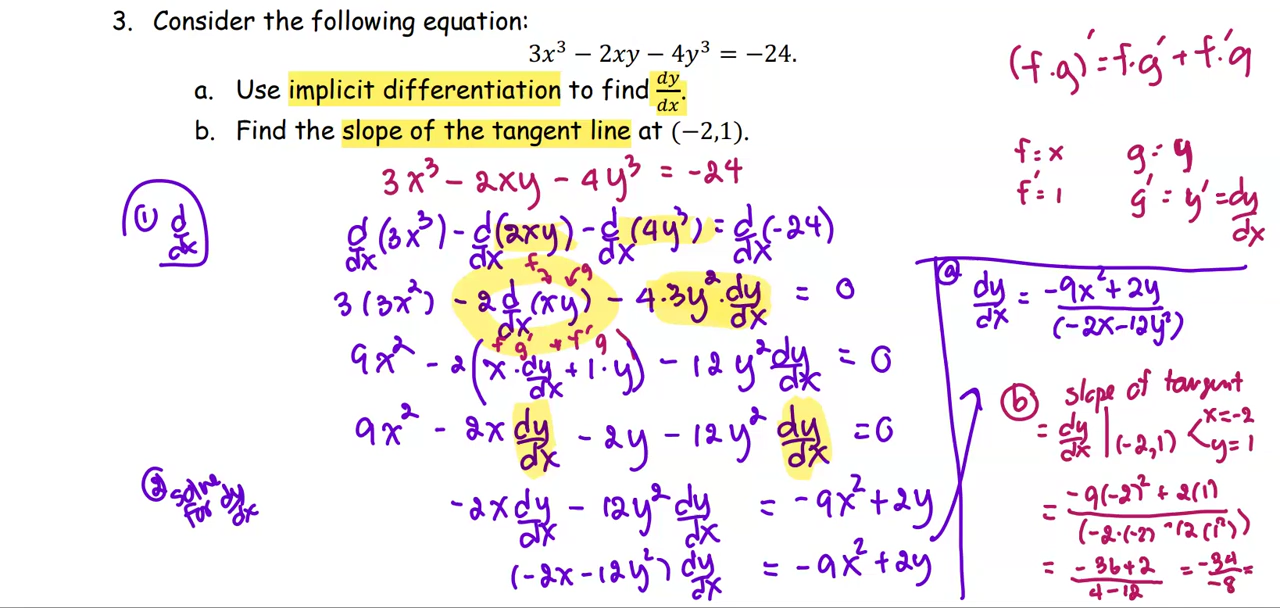 3. Consider the following equation:
3x³ − 2xy − 4y³ = −24.
a. Use implicit differentiation to find dy/dx.
b. Find the slope of the tangent line at (−2,1).
3x³ − 2xy − 4y³ = −24
① d/dx
d/dx (3x³) − d/dx (2xy) − d/dx (4y³) = d/dx (−24)
f g
3(3x²) − 2 d/dx (xy) − 4·3y²·dy/dx = 0
f g' + f' g
9x² − 2(x·dy/dx + 1·y) − 12y² dy/dx = 0
9x² − 2x dy/dx − 2y − 12y² dy/dx = 0
② solve for dy/dx
−2x dy/dx − 12y² dy/dx = −9x² + 2y
(−2x − 12y²) dy/dx = −9x² + 2y
(f·g)' = f·g' + f'·g
f = x g = y
f' = 1 g' = y' = dy/dx
ⓐ dy/dx = −9x² + 2y / (−2x − 12y²)
ⓑ slope of tangent
= dy/dx | (−2,1) < x = −2
y = 1
= −9(−2)² + 2(1) / (−2·(−2) − 12(1²))
= −36+2 / 4−12 = −34/−8 =